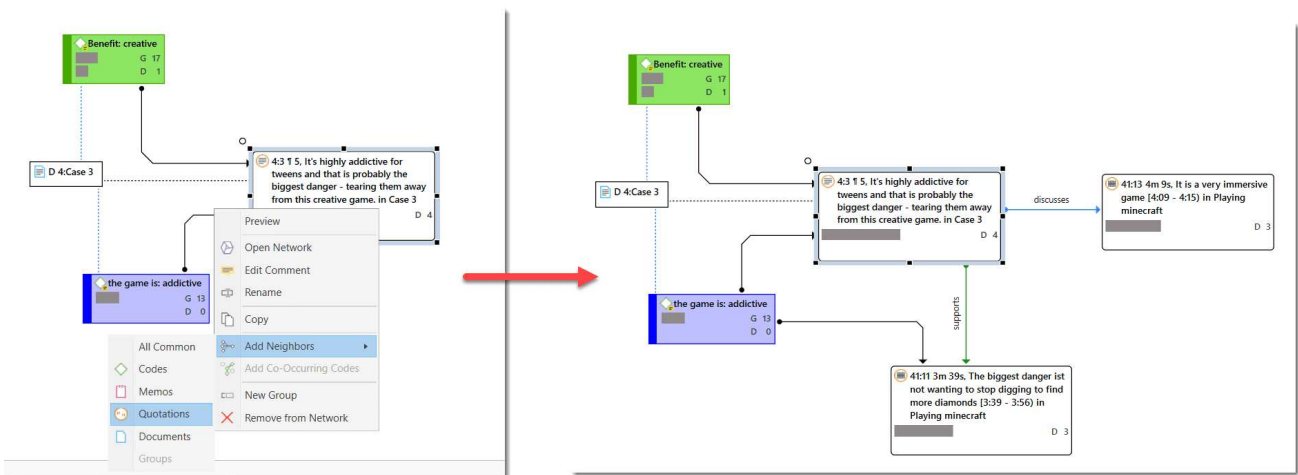 Benefit: creative
G 17
D 1
D 4:Case 3
4:3 ¶ 5, It's highly addictive for
tweens and that is probably the
biggest danger - tearing them away
from this creative game. in Case 3
D 4
the game is: addictive
G 13
D 0
Preview
Open Network
Edit Comment
Rename
Copy
Add Neighbors
Add Co-Occurring Codes
New Group
Remove from Network
All Common
Codes
Memos
Quotations
Documents
Groups
Benefit: creative
G 17
D 1
D 4:Case 3
4:3 ¶ 5, It's highly addictive for
tweens and that is probably the
biggest danger - tearing them away
from this creative game. in Case 3
D 4
discusses
41:13 4m 9s, It is a very immersive
game [4:09 - 4:15) in Playing
minecraft
D 3
the game is: addictive
G 13
D 0
supports
41:11 3m 39s, The biggest danger ist
not wanting to stop digging to find
more diamonds [3:39 - 3:56) in
Playing minecraft
D 3